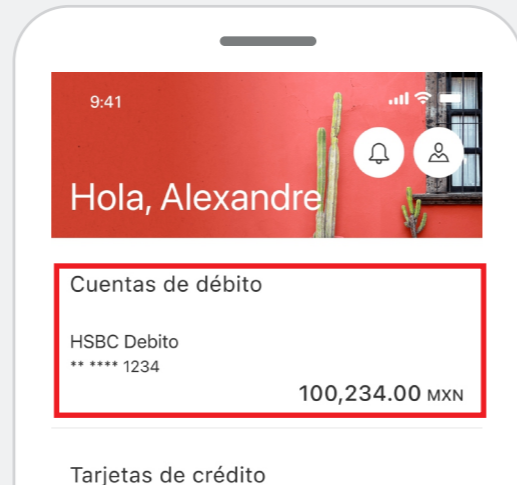 9:41
Hola, Alexandre
Cuentas de débito
HSBC Debito
** **** 1234
100,234.00 MXN
Tarjetas de crédito